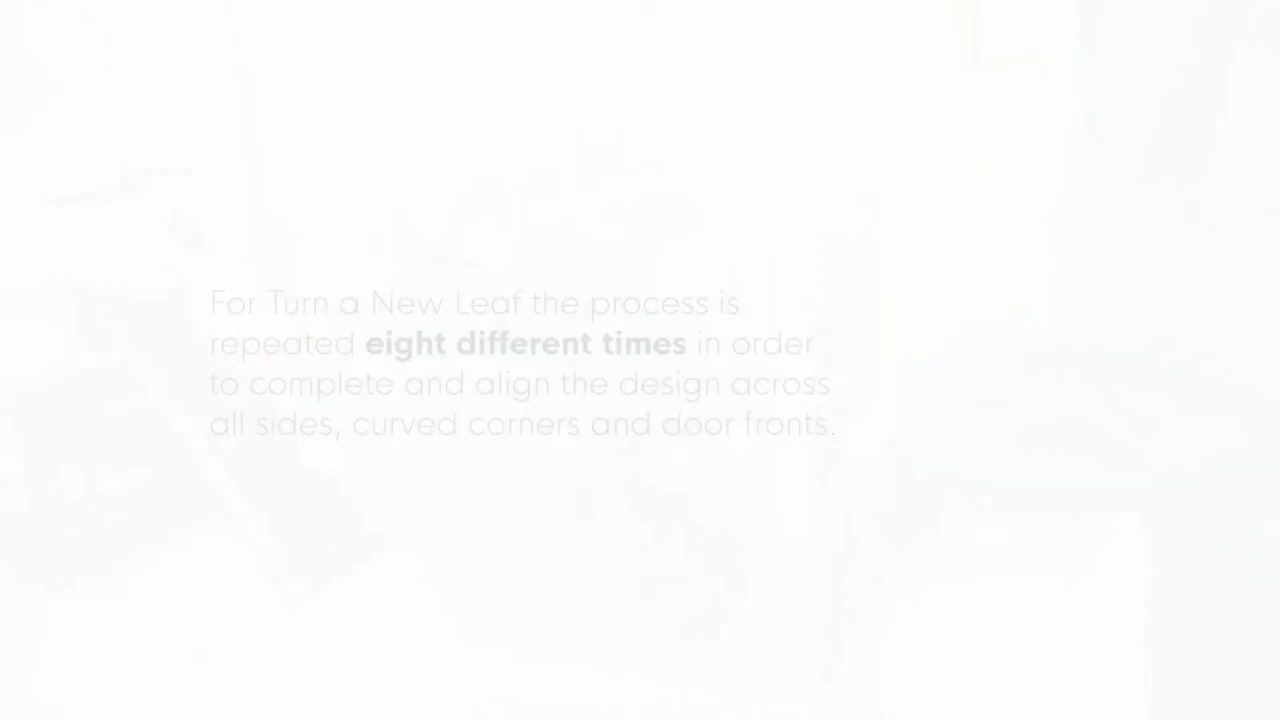 For Turn a New Leaf the process is
repeated eight different times in order
to complete and align the design across
all sides, curved corners and door fronts.